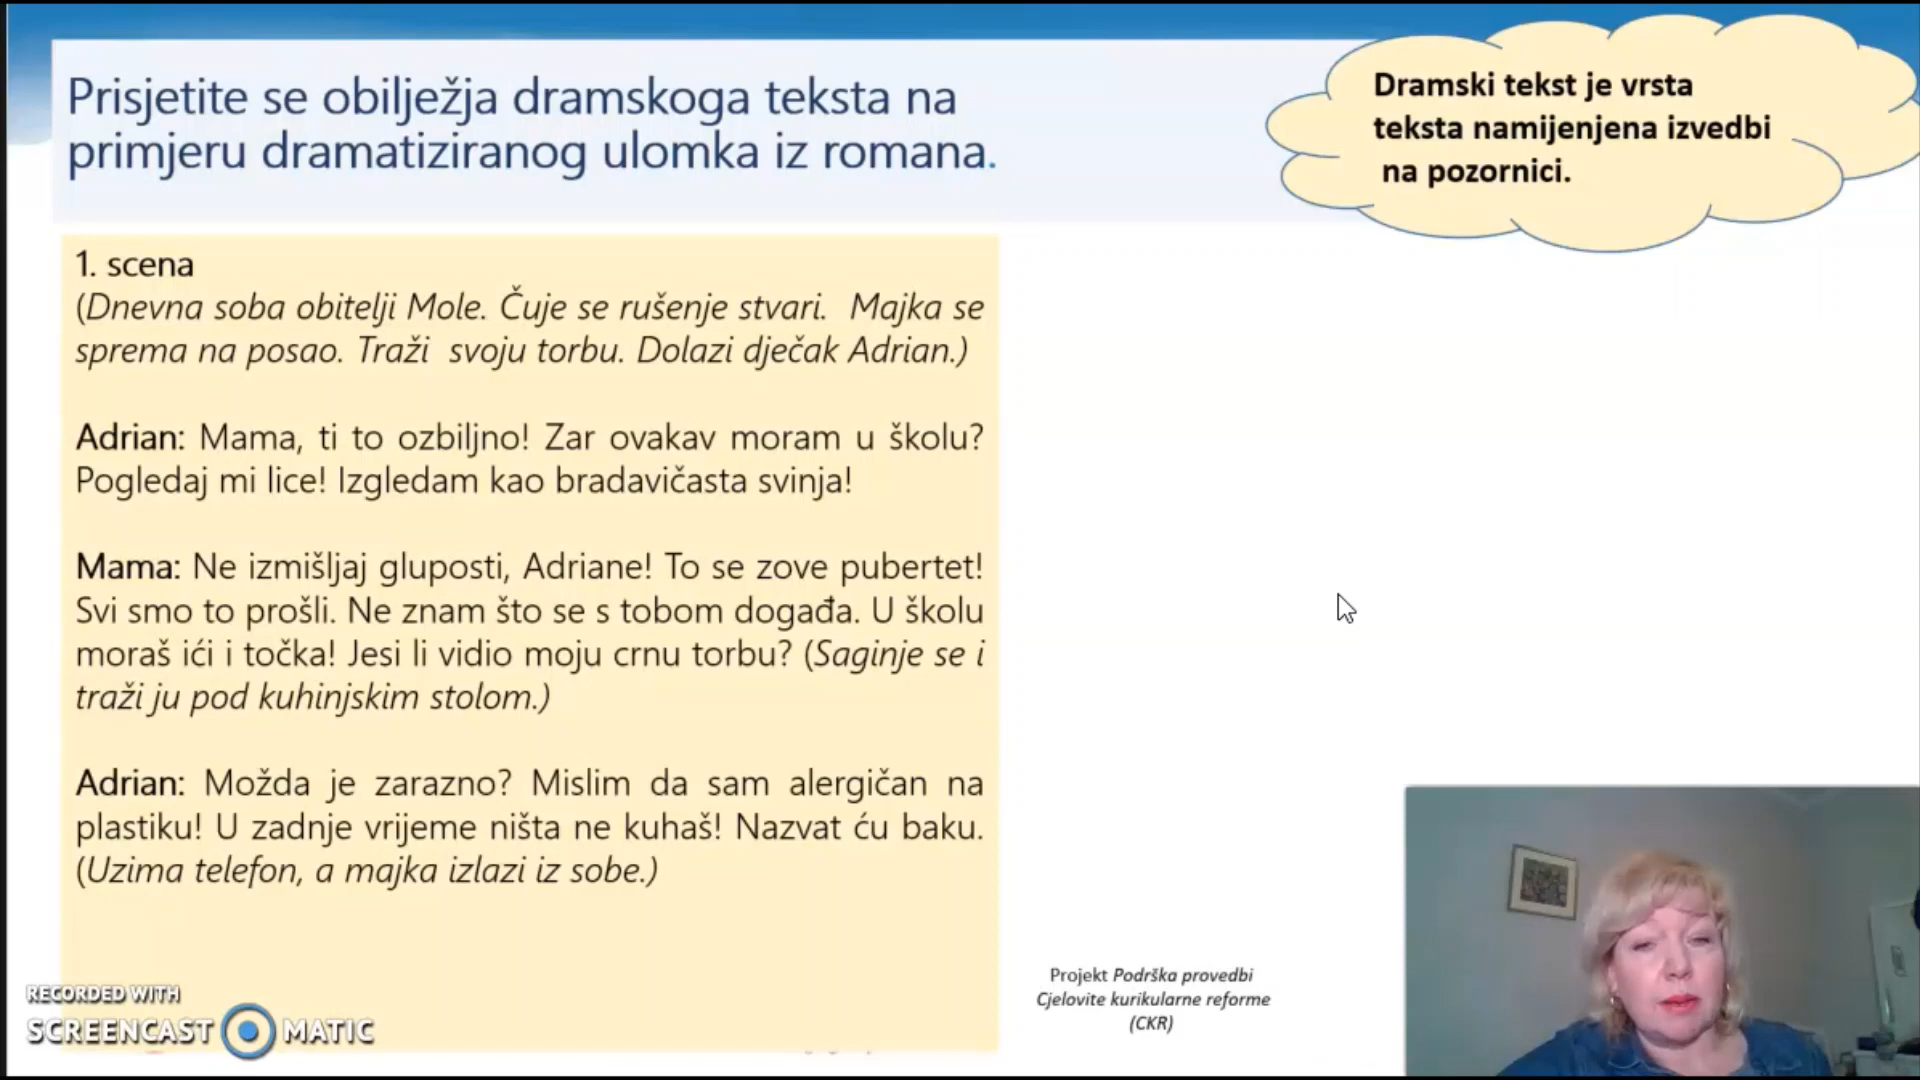 Prisjetite se obilježja dramskoga teksta na
primjeru dramatiziranog ulomka iz romana.
Dramski tekst je vrsta
teksta namijenjena izvedbi
na pozornici.
1. scena
(Dnevna soba obitelji Mole. Čuje se rušenje stvari. Majka se
sprema na posao. Traži svoju torbu. Dolazi dječak Adrian.)
Adrian: Mama, ti to ozbiljno! Zar ovakav moram u školu?
Pogledaj mi lice! Izgledam kao bradavičasta svinja!
Mama: Ne izmišljaj gluposti, Adriane! To se zove pubertet!
Svi smo to prošli. Ne znam što se s tobom događa. U školu
moraš ići i točka! Jesi li vidio moju crnu torbu? (Saginje se i
traži ju pod kuhinjskim stolom.)
Adrian: Možda je zarazno? Mislim da sam alergičan na
plastiku! U zadnje vrijeme ništa ne kuhaš! Nazvat ću baku.
(Uzima telefon, a majka izlazi iz sobe.)
Projekt Podrška provedbi
Cjelovite kurikularne reforme
(CKR)
RECORDED WITH
SCREENCAST MATIC